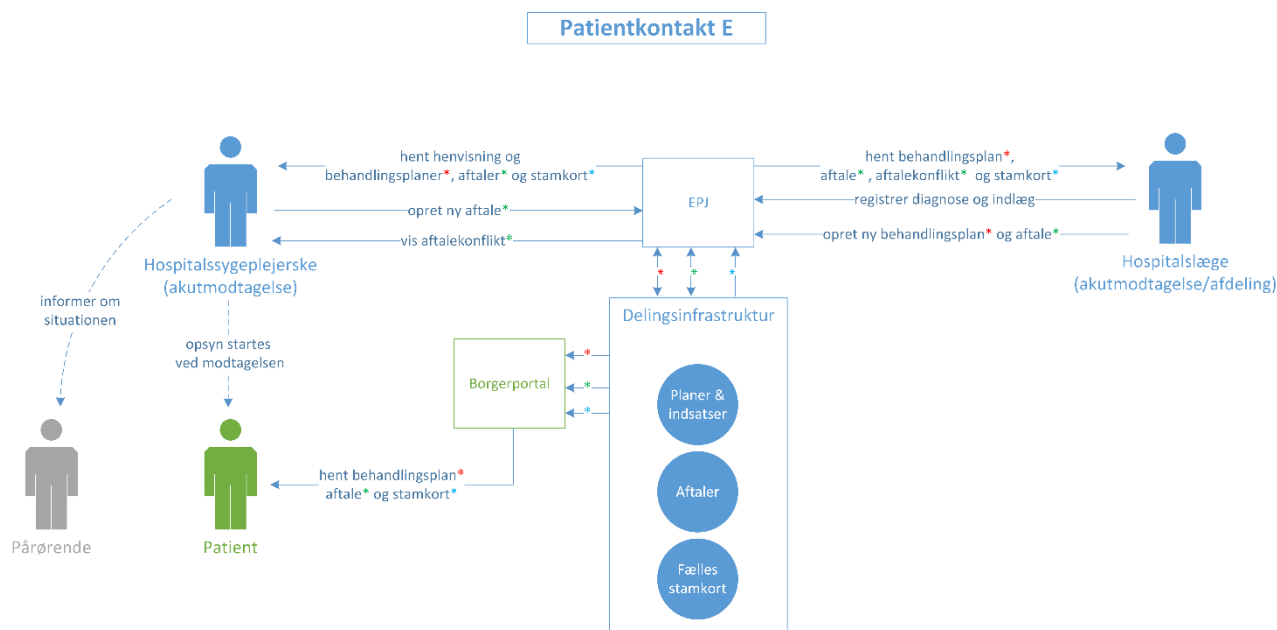 Patientkontakt E
hent henvisning og
behandlingsplaner*, aftaler* og stamkort*
opret ny aftale*
vis aftalekonflikt*
EPJ
hent behandlingsplan*,
aftale* , aftalekonflikt* og stamkort*
registrer diagnose og indlæg
opret ny behandlingsplan* og aftale*
Hospitalssygeplejerske
(akutmodtagelse)
Hospitalslæge
(akutmodtagelse/afdeling)
* * *
informer om
situationen
opsyn startes
ved modtagelsen
Delingsinfrastruktur
Borgerportal
*
*
*
Planer &
indsatser
Aftaler
Fælles
stamkort
hent behandlingsplan*
aftale* og stamkort*
Pårørende
Patient